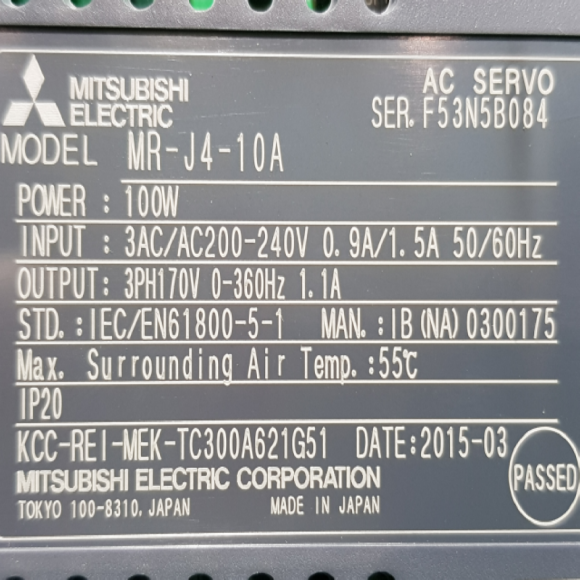 MITSUBISHI
ELECTRIC
AC SERVO
SER. F53N5B084
MODEL MR-J4-10A
POWER : 100W
INPUT : 3AC/AC200-240V 0.9A/1.5A 50/60Hz
OUTPUT: 3PH170V 0-360Hz 1.1A
STD.:IEC/EN61800-5-1 MAN.:IB(NA)0300175
Max. Surrounding Air Temp.:55℃
IP20
KCC-REI-MEK-TC300A621G51 DATE:2015-03
MITSUBISHI ELECTRIC CORPORATION
TOKYO 100-8310, JAPAN MADE IN JAPAN
PASSED